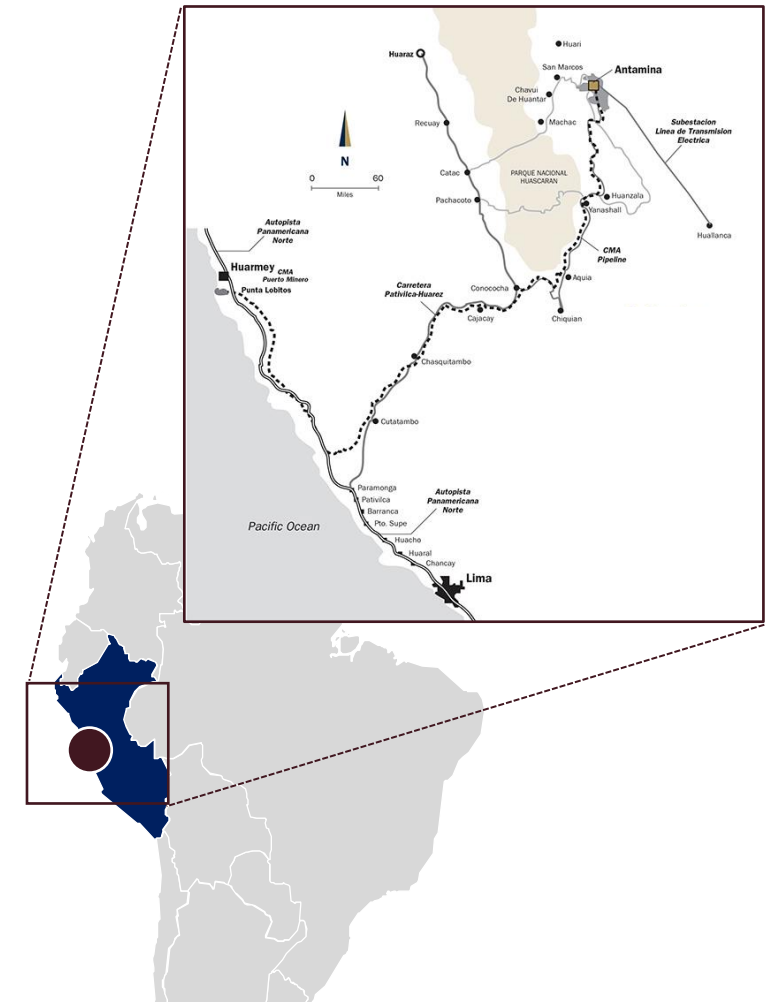 Huaraz
Huari
San Marcos
Antamina
Chavui
De Huantar
Machac
Recuay
Subestacion
Linea de Transmision
Electrica
N
0
60
Miles
Catac
PARQUE NACIONAL
HUASCARAN
Pachacoto
Huanzala
Yanashall
Huallanca
Autopista
Panamericana
Norte
CMA
Pipeline
Huarmey
CMA
Puerto Minero
Punta Lobitos
Aquia
Carretera
Pativilca-Huarez
Conococha
Cajacay
Chiquian
Chasquitambo
Cutatambo
Paramonga
Pativilca
Barranca
Pto. Supe
Autopista
Panamericana
Norte
Pacific Ocean
Huacho
Huaral
Chancay
Lima